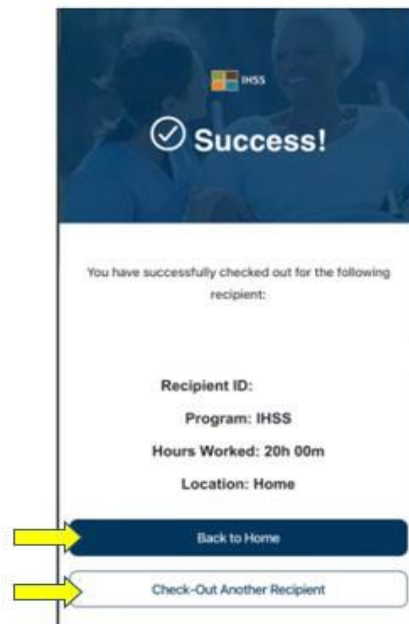 IHSS
Success!
You have successfully checked out for the following
recipient:
Recipient ID:
Program: IHSS
Hours Worked: 20h 00m
Location: Home
Back to Home
Check-Out Another Recipient